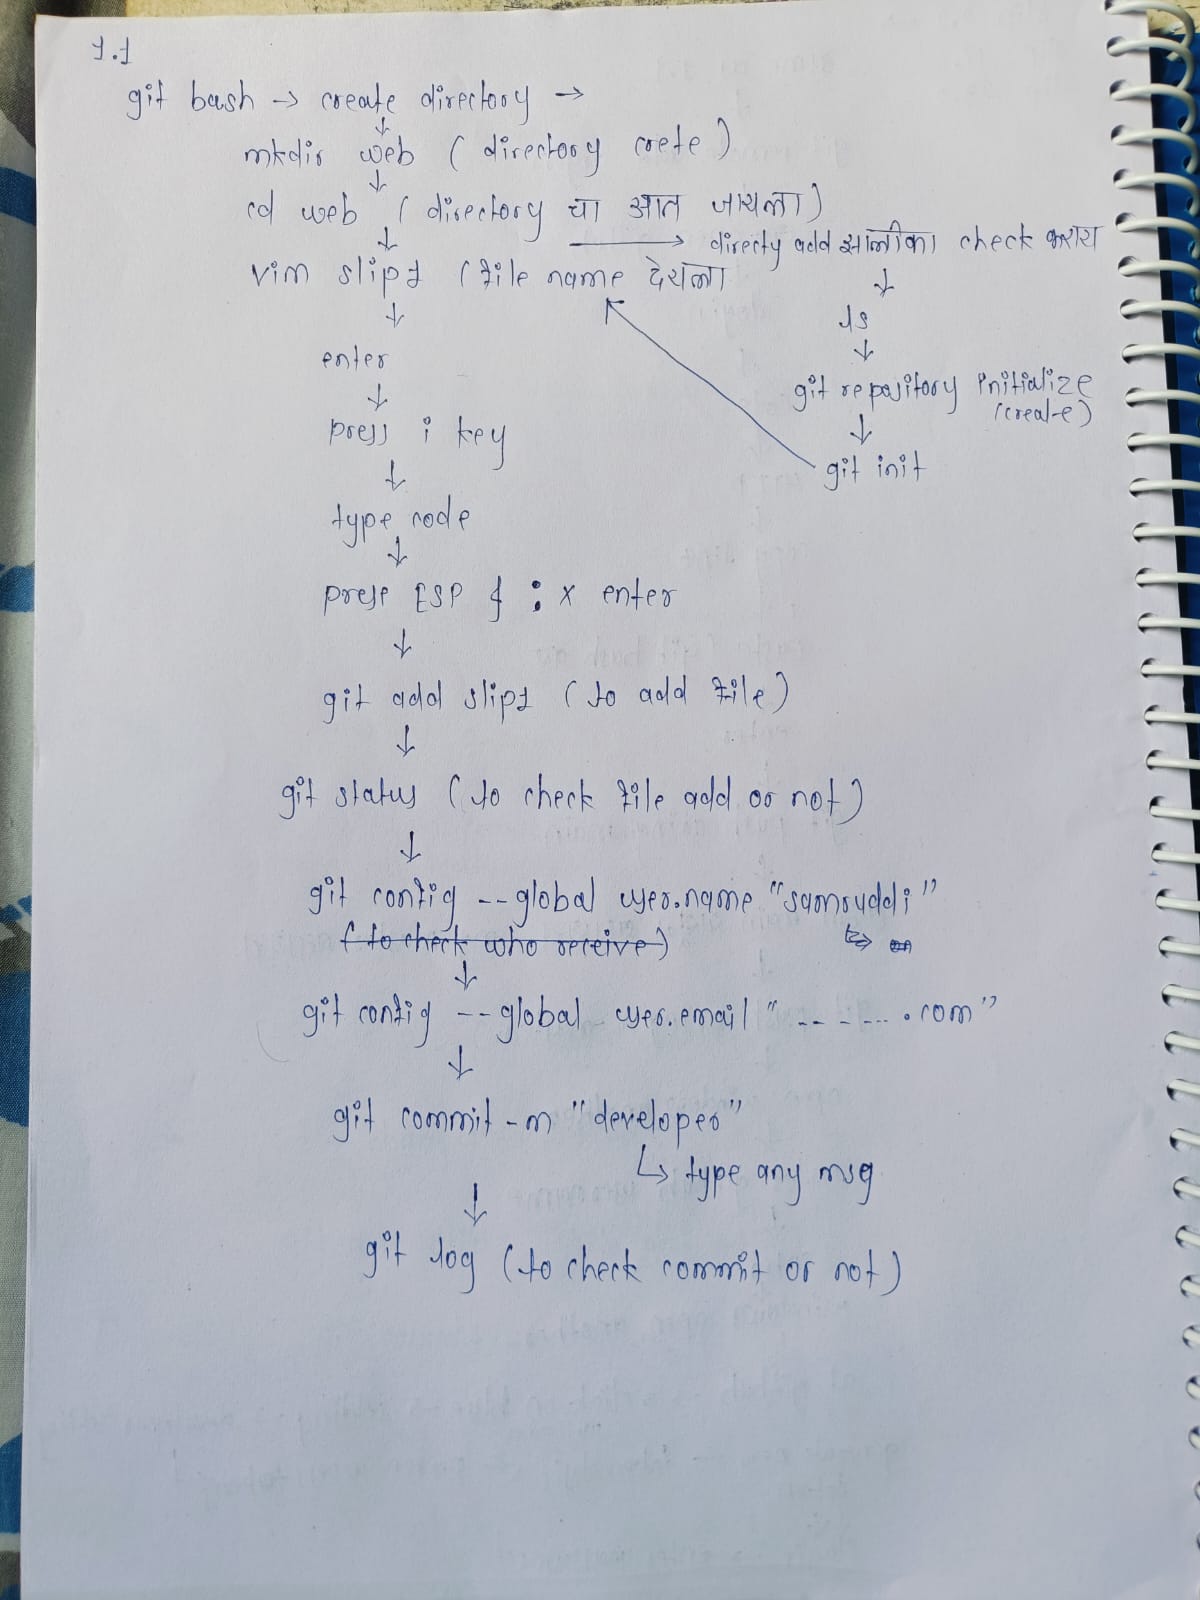 1.1
git bash → create directory →
↓
mkdir web ( directory crete )
↓
cd web ( directory चा आत जायला )
↓
→ directy add झालीका check कराय
vim slip1 ( file name देयला
↓
ls
↓
git repository initialize
(create)
↓
git init
↓
enter
↓
press i key
↓
type code
↓
press ESP & : x enter
↓
git add slip1 ( to add file )
↓
git status ( to check file add or not )
↓
git config --global user.name "samruddi"
( to check who receive )
↓
git config --global user.email " -- - --- .com"
↓
git commit -m "developer"
↳ type any msg
↓
git log ( to check commit or not )